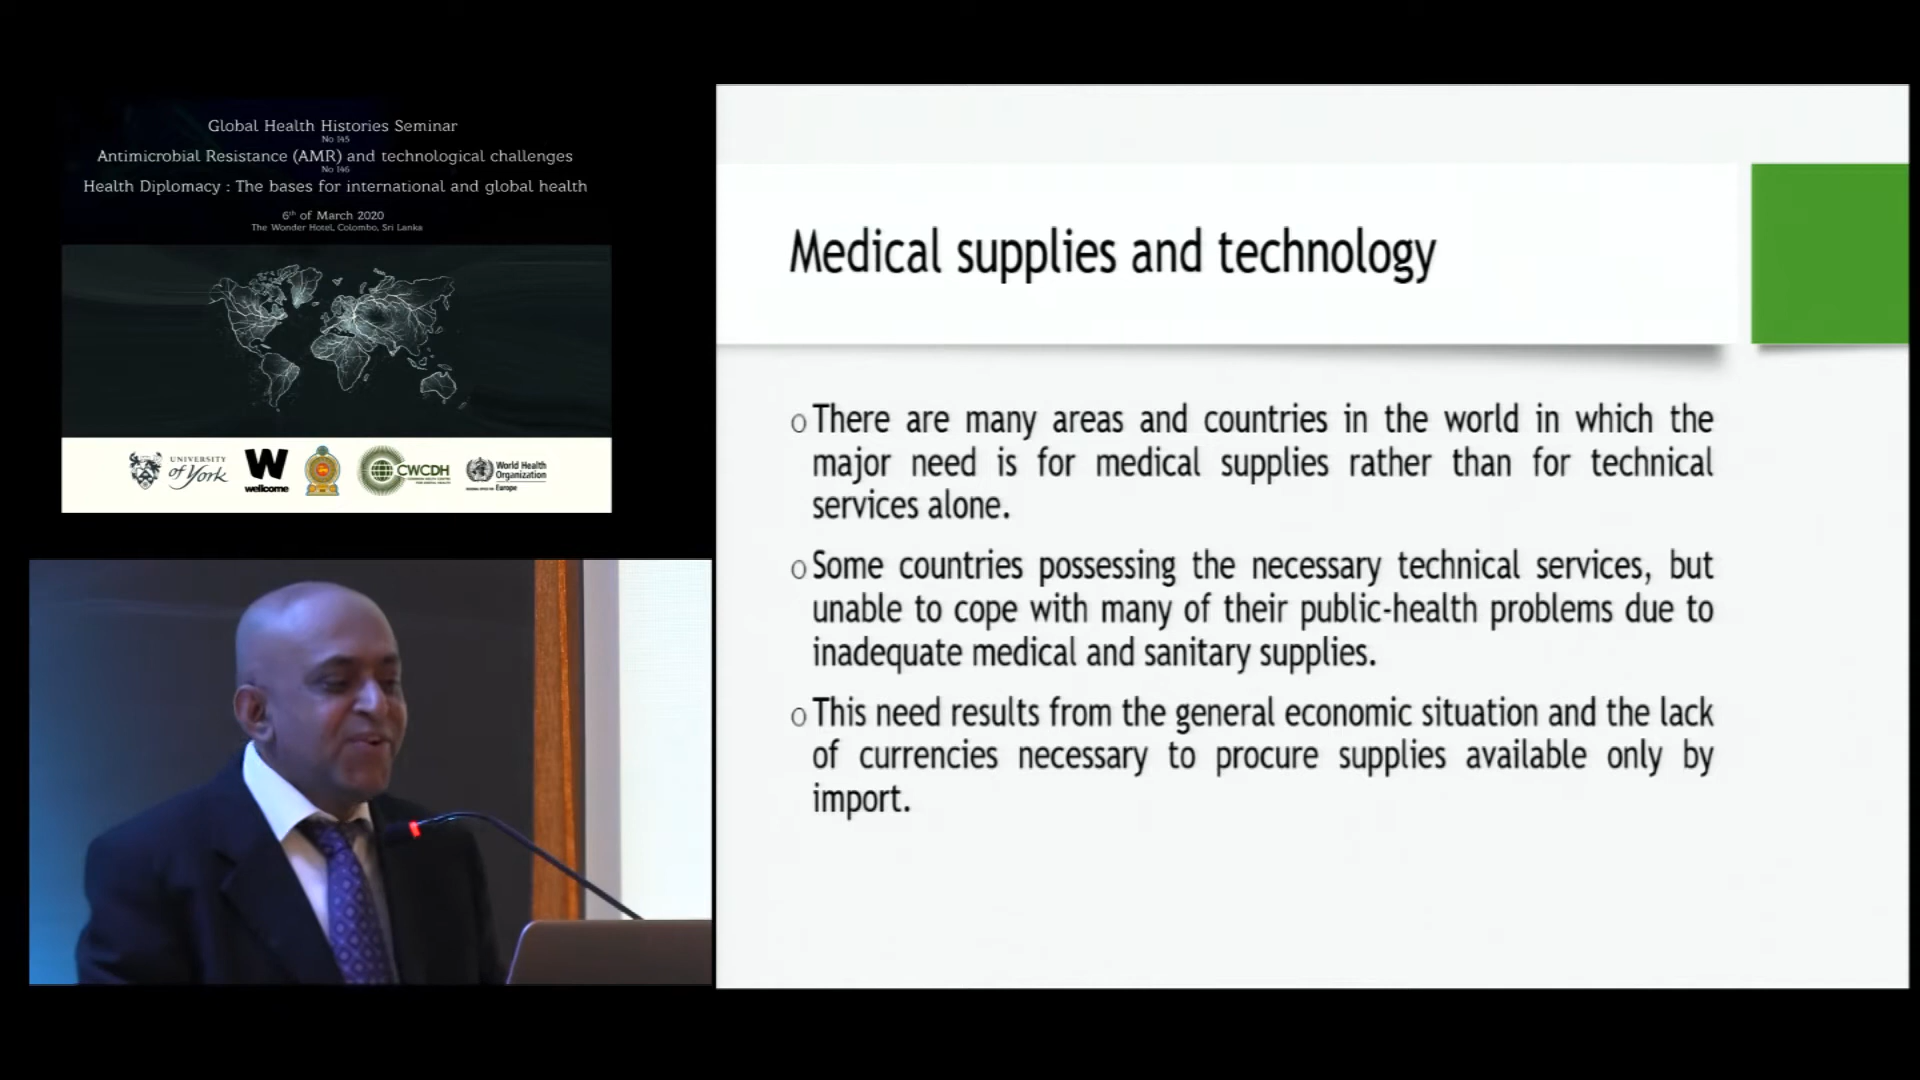 Global Health Histories Seminar
No 145
Antimicrobial Resistance (AMR) and technological challenges
No 146
Health Diplomacy : The bases for international and global health
6th of March 2020
The Wonder Hotel, Colombo, Sri Lanka
UNIVERSITY
of York
W
wellcome
CWCDH
World Health
Organization
Europe
Medical supplies and technology
o There are many areas and countries in the world in which the
major need is for medical supplies rather than for technical
services alone.
o Some countries possessing the necessary technical services, but
unable to cope with many of their public-health problems due to
inadequate medical and sanitary supplies.
o This need results from the general economic situation and the lack
of currencies necessary to procure supplies available only by
import.